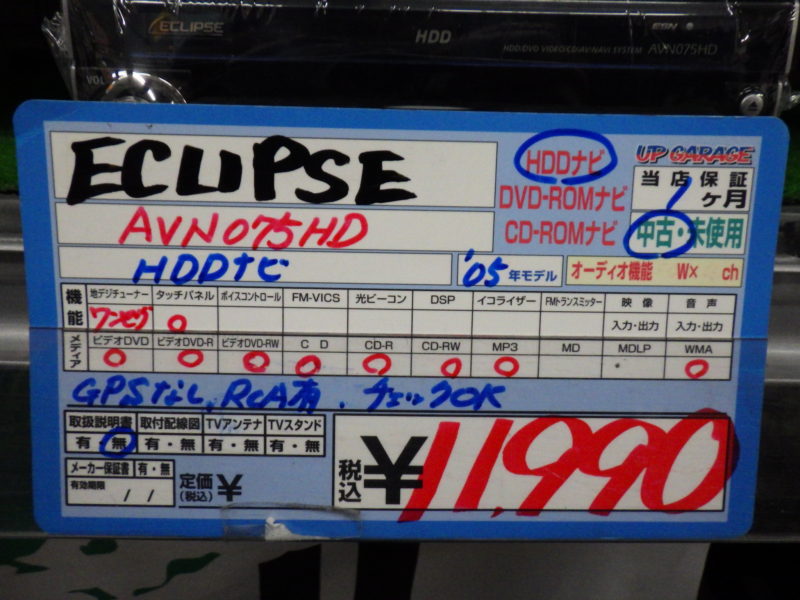 ECLIPSE
HDD
ESN
HDD/DVD VIDEO/CD/AV-NAVI SYSTEM AVN075HD
VOL
ECLIPSE
HDDナビ
UP GARAGE
DVD-ROMナビ
当店保証
1ヶ月
AVN075HD
CD-ROMナビ
中古・未使用
HDDナビ
'05年モデル
オーディオ機能 W× ch
機能
地デジチューナー タッチパネル ボイスコントロール FM-VICS 光ビーコン DSP イコライザー FMトランスミッター 映像 音声
ワンセグ ○ 入力・出力 入力・出力
メディア
ビデオDVD ビデオDVD-R ビデオDVD-RW CD CD-R CD-RW MP3 MD MDLP WMA
○ ○ ○ ○ ○ ○ ○ ○
GPSなし、RCA有、チェックOK
取扱説明書 取付配線図 TVアンテナ TVスタンド
有・無 有・無 有・無 有・無
メーカー保証書 有・無
有効期限 / /
定価(税込) ¥
税込 ¥